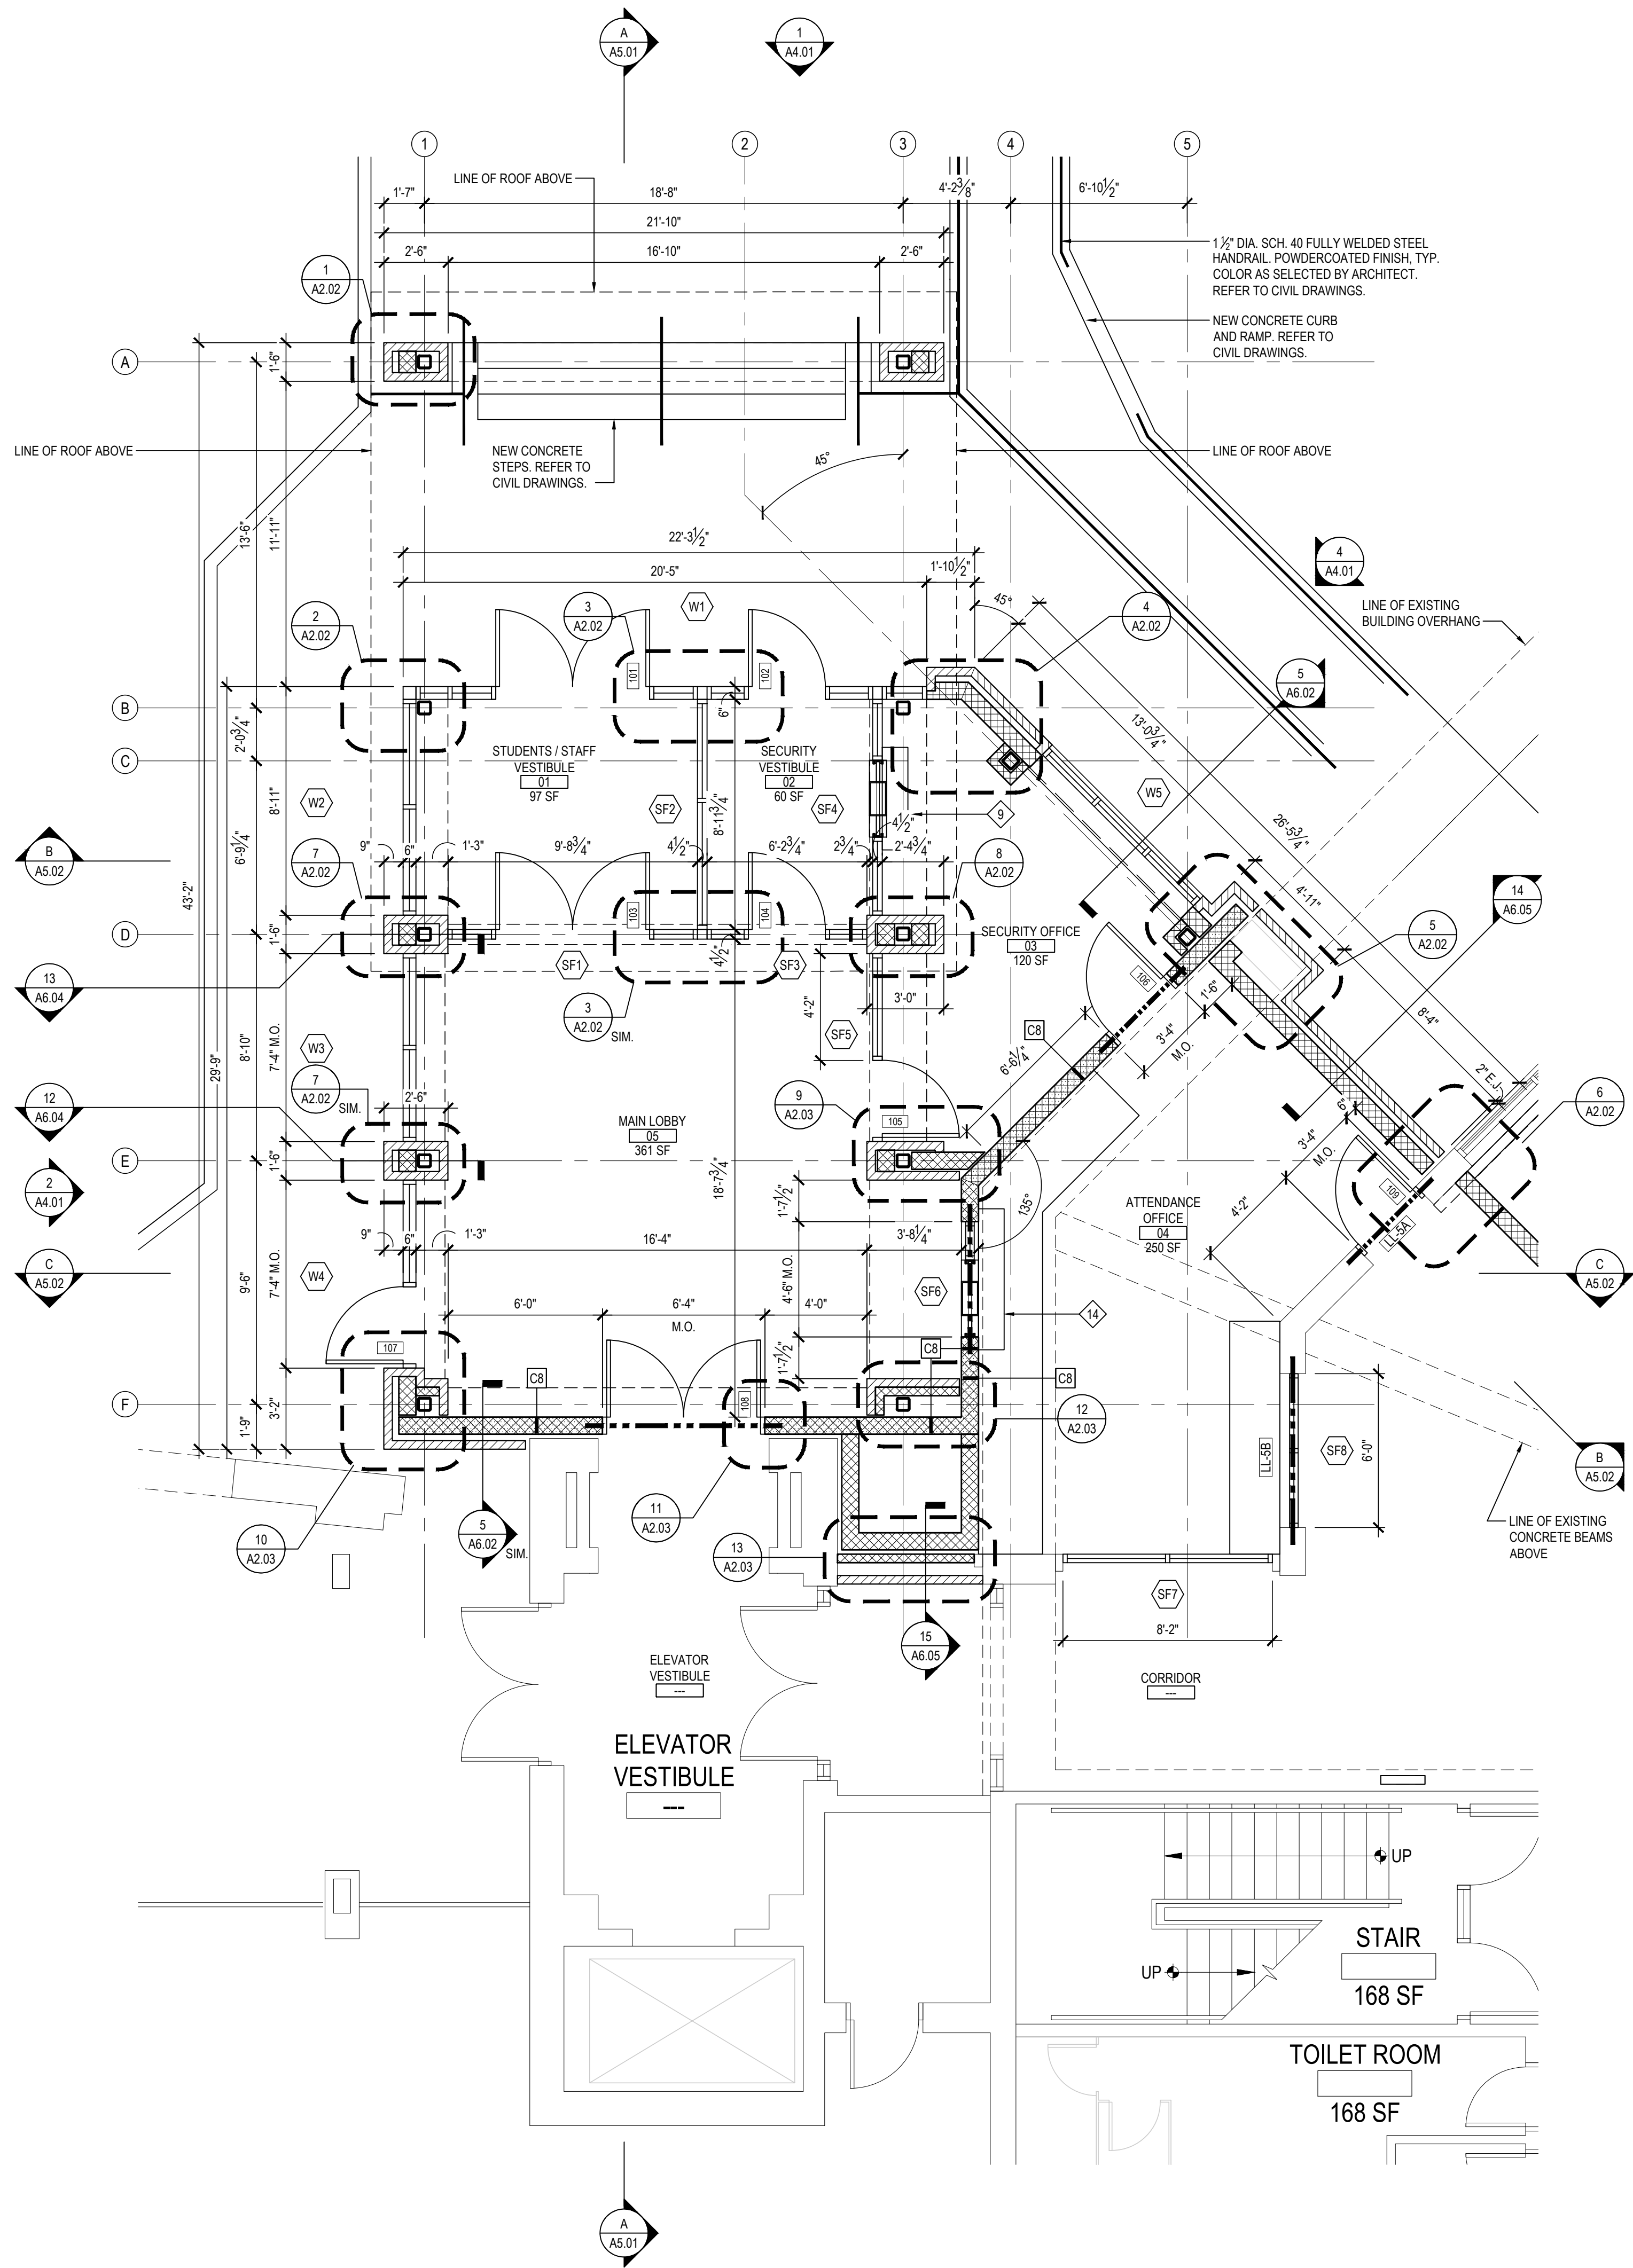 A
A5.01
1
A4.01
1
2
3
4
5
LINE OF ROOF ABOVE
1'-7"
18'-8"
4'-2 3/8"
6'-10 1/2"
21'-10"
2'-6"
16'-10"
2'-6"
1 1/2" DIA. SCH. 40 FULLY WELDED STEEL
HANDRAIL. POWDERCOATED FINISH, TYP.
COLOR AS SELECTED BY ARCHITECT.
REFER TO CIVIL DRAWINGS.
1
A2.02
NEW CONCRETE CURB
AND RAMP. REFER TO
CIVIL DRAWINGS.
A
1'-6"
LINE OF ROOF ABOVE
NEW CONCRETE
STEPS. REFER TO
CIVIL DRAWINGS.
45°
LINE OF ROOF ABOVE
13'-6"
11'-11"
22'-3 1/2"
20'-5"
1'-10 1/2"
4
A4.01
2
A2.02
3
A2.02
W1
45°
4
A2.02
LINE OF EXISTING
BUILDING OVERHANG
101
102
5
A6.02
B
6"
2'-0 3/4"
13'-0 3/4"
C
STUDENTS / STAFF
VESTIBULE
01
97 SF
SECURITY
VESTIBULE
02
60 SF
W2
8'-11"
SF2
8'-11 3/4"
SF4
4 1/2"
9
W5
26'-5 3/4"
B
A5.02
6'-9 1/4"
7
A2.02
9"
6"
1'-3"
9'-8 3/4"
4 1/2"
6'-2 3/4"
2 3/4"
2'-4 3/4"
8
A2.02
4'-11"
14
A6.05
43'-2"
D
1'-6"
103
104
SECURITY OFFICE
03
120 SF
5
A2.02
13
A6.04
SF1
4 1/2"
SF3
106
1'-6"
3
A2.02
SIM.
4'-2"
3'-0"
SF5
C8
3'-4"
M.O.
8'-4"
29'-9"
8'-10"
7'-4" M.O.
W3
7
A2.02
SIM.
2'-6"
6'-6 1/4"
2" E.J.
6
A2.02
12
A6.04
MAIN LOBBY
05
361 SF
9
A2.03
105
6"
3'-4"
M.O.
E
1'-6"
18'-7 3/4"
2
A4.01
1'-7 1/2"
135°
ATTENDANCE
OFFICE
04
250 SF
4'-2"
109
LL-5A
9"
6"
1'-3"
16'-4"
3'-8 1/4"
C
A5.02
W4
7'-4" M.O.
9'-6"
4'-6" M.O.
SF6
C
A5.02
6'-0"
6'-4"
M.O.
4'-0"
14
107
C8
1'-7 1/2"
C8
C8
F
3'-2"
1'-9"
108
12
A2.03
LL-5B
SF8
6'-0"
B
A5.02
10
A2.03
5
A6.02
SIM.
11
A2.03
13
A2.03
LINE OF EXISTING
CONCRETE BEAMS
ABOVE
SF7
8'-2"
15
A6.05
ELEVATOR
VESTIBULE
---
CORRIDOR
---
ELEVATOR
VESTIBULE
---
UP
STAIR
168 SF
UP
TOILET ROOM
168 SF
A
A5.01